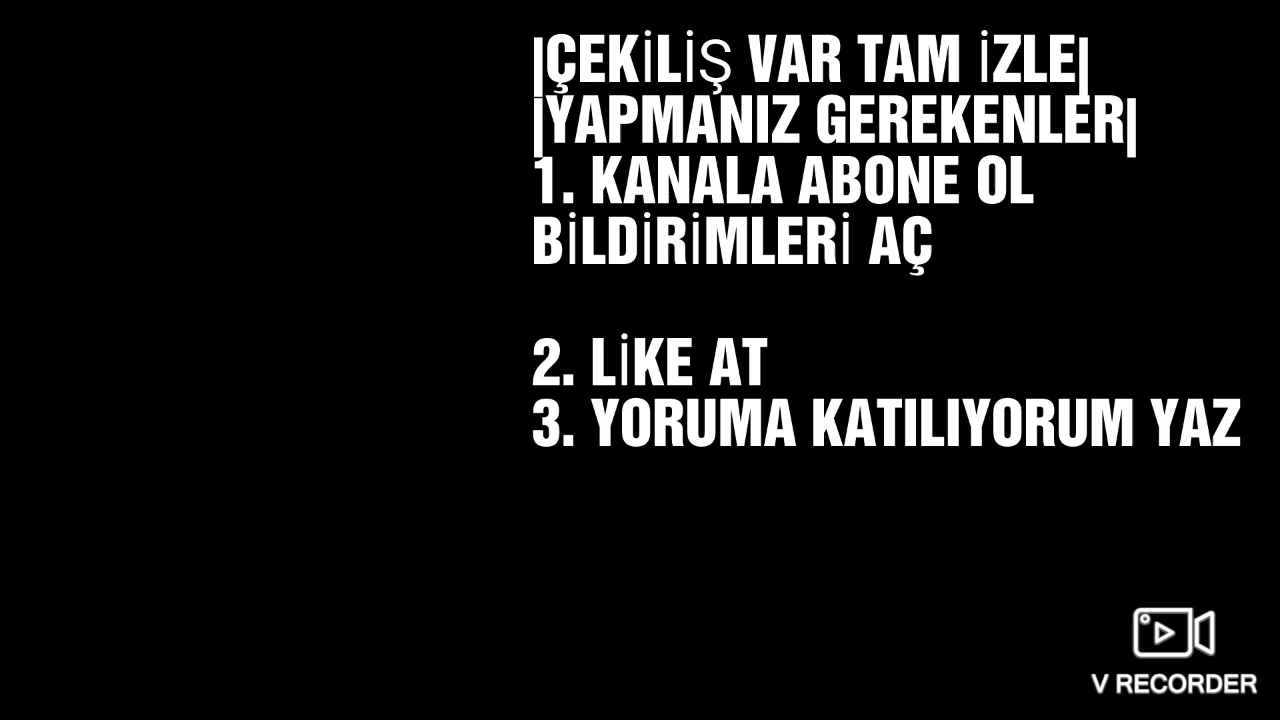 |ÇEKİLİŞ VAR TAM İZLE|
|YAPMANIZ GEREKENLER|
1. KANALA ABONE OL
BİLDİRİMLERİ AÇ
2. LİKE AT
3. YORUMA KATILIYORUM YAZ
V RECORDER